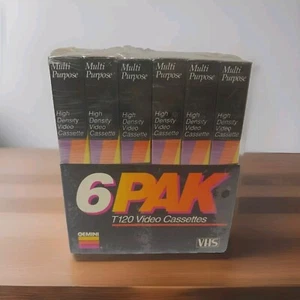 Multi Multi Multi Multi Multi Multi
Purpose Purpose Purpose Purpose Purpose Purpose
High High High High High High
Density Density Density Density Density Density
Video Video Video Video Video Video
Cassette Cassette Cassette Cassette Cassette Cassette
6PAK
T120 Video Cassettes
GEMINI
VHS